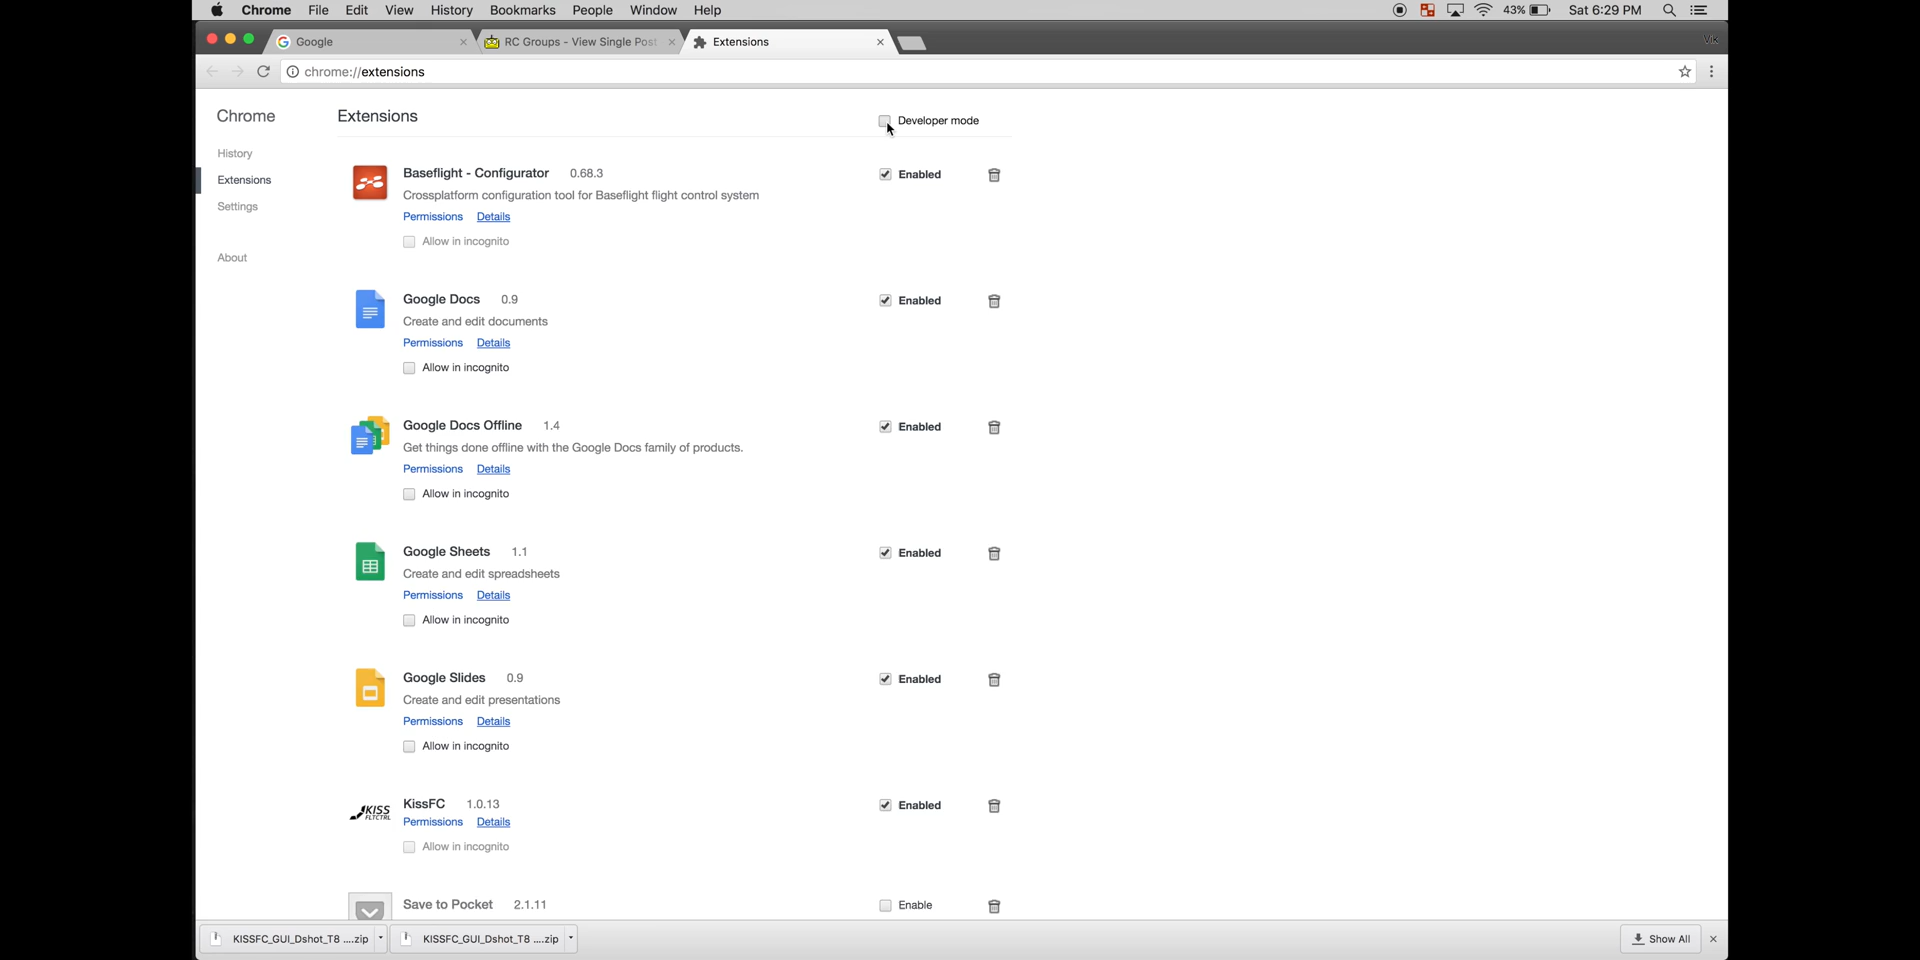 Chrome File Edit View History Bookmarks People Window Help 43% Sat 6:29 PM
Google RC Groups - View Single Post Extensions Vik
chrome://extensions
Chrome
History
Extensions
Settings
About
Extensions Developer mode
Baseflight - Configurator 0.68.3 Enabled
Crossplatform configuration tool for Baseflight flight control system
Permissions Details
Allow in incognito
Google Docs 0.9 Enabled
Create and edit documents
Permissions Details
Allow in incognito
Google Docs Offline 1.4 Enabled
Get things done offline with the Google Docs family of products.
Permissions Details
Allow in incognito
Google Sheets 1.1 Enabled
Create and edit spreadsheets
Permissions Details
Allow in incognito
Google Slides 0.9 Enabled
Create and edit presentations
Permissions Details
Allow in incognito
KISS
FLTCTRL
KissFC 1.0.13 Enabled
Permissions Details
Allow in incognito
Save to Pocket 2.1.11 Enable
KISSFC_GUI_Dshot_T8 ....zip KISSFC_GUI_Dshot_T8 ....zip Show All